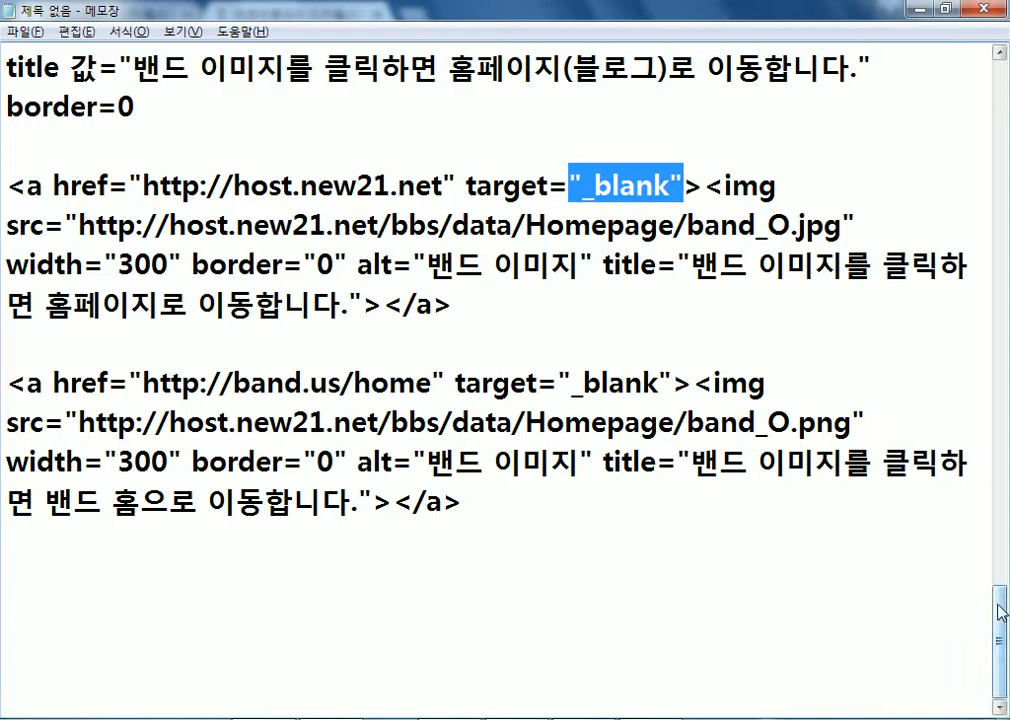 제목 없음 - 메모장
파일(F) 편집(E) 서식(O) 보기(V) 도움말(H)
title 값="밴드 이미지를 클릭하면 홈페이지(블로그)로 이동합니다."
border=0
<a href="http://host.new21.net" target="_blank"><img
src="http://host.new21.net/bbs/data/Homepage/band_O.jpg"
width="300" border="0" alt="밴드 이미지" title="밴드 이미지를 클릭하
면 홈페이지로 이동합니다."></a>
<a href="http://band.us/home" target="_blank"><img
src="http://host.new21.net/bbs/data/Homepage/band_O.png"
width="300" border="0" alt="밴드 이미지" title="밴드 이미지를 클릭하
면 밴드 홈으로 이동합니다."></a>